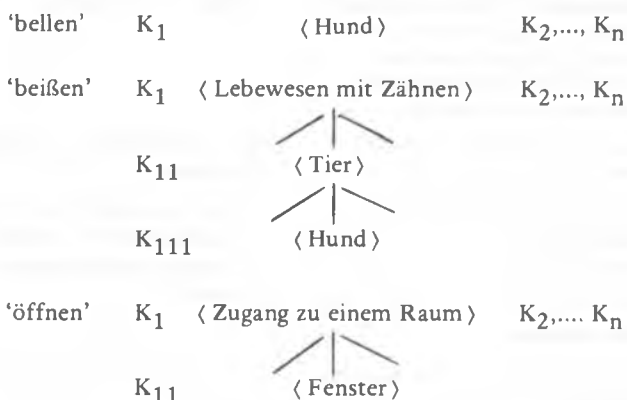 ‘bellen’ K1 ⟨Hund⟩ K2,..., Kn
‘beißen’ K1 ⟨Lebewesen mit Zähnen⟩ K2,..., Kn
K11 ⟨Tier⟩
K111 ⟨Hund⟩
‘öffnen’ K1 ⟨Zugang zu einem Raum⟩ K2,.... Kn
K11 ⟨Fenster⟩